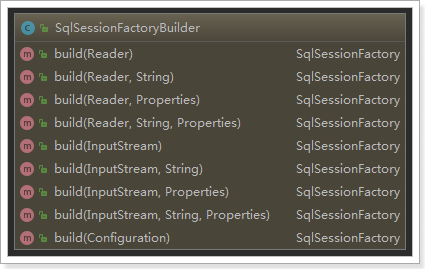 SqlSessionFactoryBuilder
build(Reader) SqlSessionFactory
build(Reader, String) SqlSessionFactory
build(Reader, Properties) SqlSessionFactory
build(Reader, String, Properties) SqlSessionFactory
build(InputStream) SqlSessionFactory
build(InputStream, String) SqlSessionFactory
build(InputStream, Properties) SqlSessionFactory
build(InputStream, String, Properties) SqlSessionFactory
build(Configuration) SqlSessionFactory